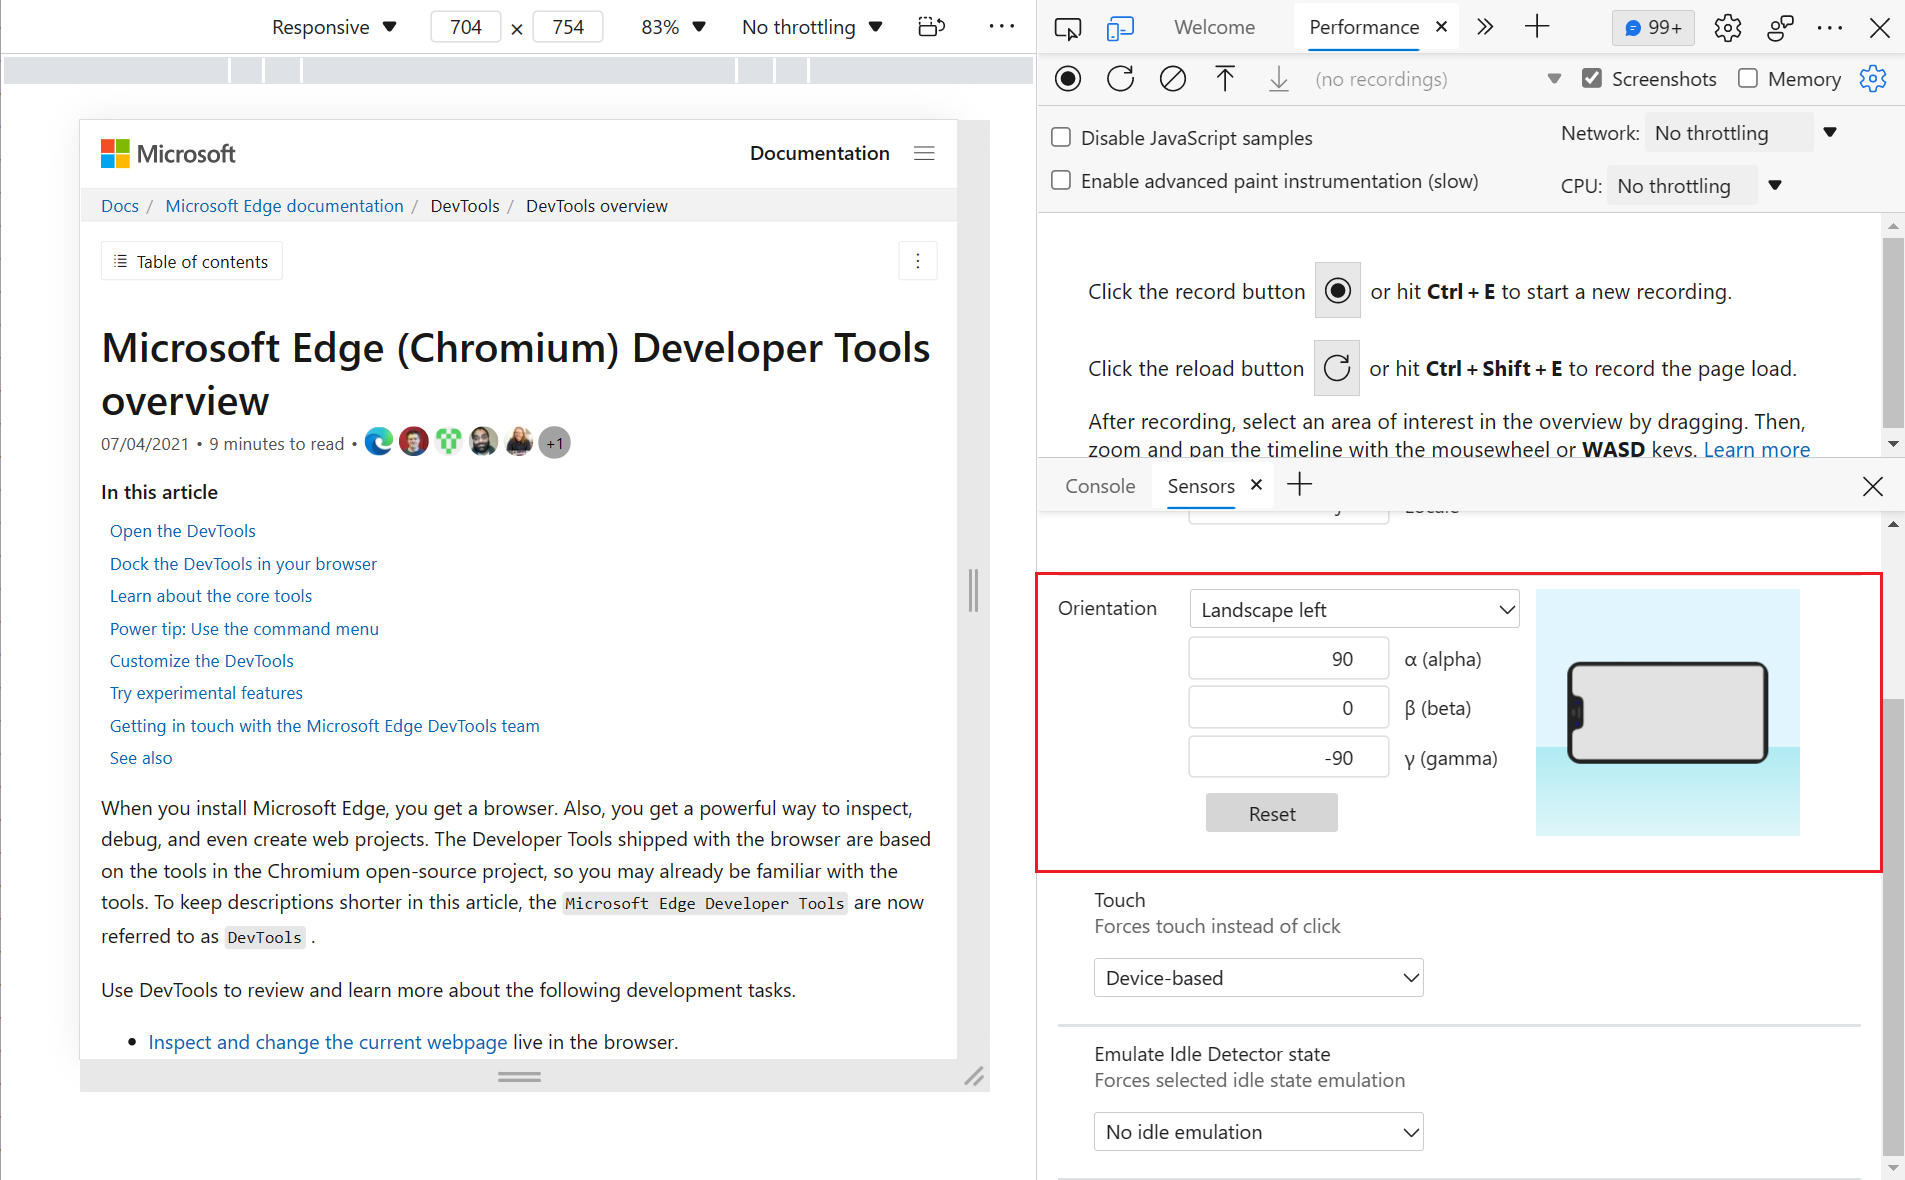 Responsive 704 × 754 83% No throttling
Welcome Performance 99+
(no recordings) Screenshots Memory
Disable JavaScript samples
Enable advanced paint instrumentation (slow)
Network: No throttling
CPU: No throttling
Click the record button or hit Ctrl + E to start a new recording.
Click the reload button or hit Ctrl + Shift + E to record the page load.
After recording, select an area of interest in the overview by dragging. Then,
zoom and pan the timeline with the mousewheel or WASD keys. Learn more
Microsoft Documentation
Docs / Microsoft Edge documentation / DevTools / DevTools overview
Table of contents
Microsoft Edge (Chromium) Developer Tools
overview
07/04/2021 • 9 minutes to read • +1
In this article
Open the DevTools
Dock the DevTools in your browser
Learn about the core tools
Power tip: Use the command menu
Customize the DevTools
Try experimental features
Getting in touch with the Microsoft Edge DevTools team
See also
When you install Microsoft Edge, you get a browser. Also, you get a powerful way to inspect,
debug, and even create web projects. The Developer Tools shipped with the browser are based
on the tools in the Chromium open-source project, so you may already be familiar with the
tools. To keep descriptions shorter in this article, the Microsoft Edge Developer Tools are now
referred to as DevTools .
Use DevTools to review and learn more about the following development tasks.
• Inspect and change the current webpage live in the browser.
Console Sensors
Locale
Orientation Landscape left
90 α (alpha)
0 β (beta)
-90 γ (gamma)
Reset
Touch
Forces touch instead of click
Device-based
Emulate Idle Detector state
Forces selected idle state emulation
No idle emulation